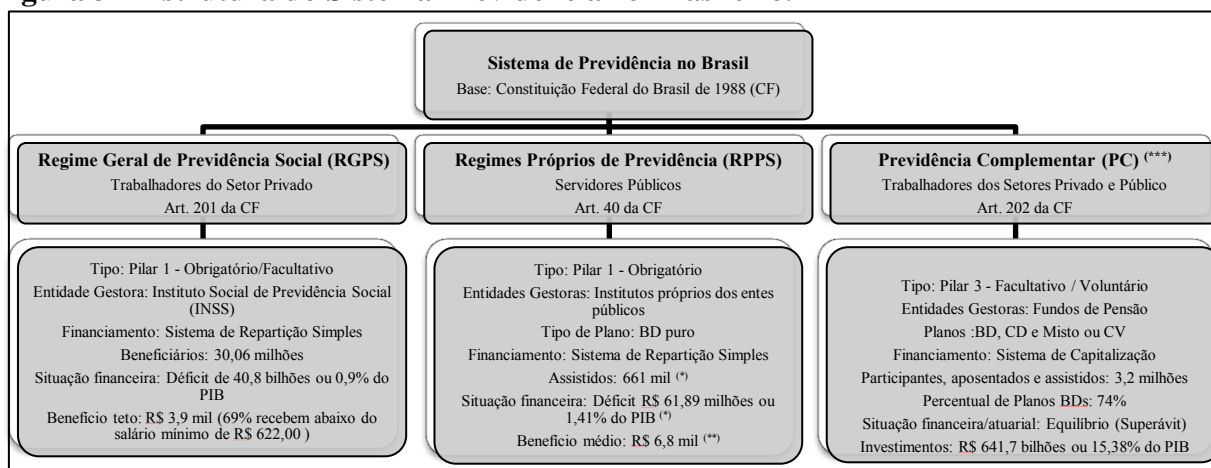 Sistema de Previdência no Brasil
Base: Constituição Federal do Brasil de 1988 (CF)
Regime Geral de Previdência Social (RGPS)
Trabalhadores do Setor Privado
Art. 201 da CF
Regimes Próprios de Previdência (RPPS)
Servidores Públicos
Art. 40 da CF
Previdência Complementar (PC) (***)
Trabalhadores dos Setores Privado e Público
Art. 202 da CF
Tipo: Pilar 1 - Obrigatório/Facultativo
Entidade Gestora: Instituto Social de Previdência Social
(INSS)
Financiamento: Sistema de Repartição Simples
Beneficiários: 30,06 milhões
Situação financeira: Déficit de 40,8 bilhões ou 0,9% do
PIB
Benefício teto: R$ 3,9 mil (69% recebem abaixo do
salário mínimo de R$ 622,00 )
Tipo: Pilar 1 - Obrigatório
Entidades Gestoras: Institutos próprios dos entes
públicos
Tipo de Plano: BD puro
Financiamento: Sistema de Repartição Simples
Assistidos: 661 mil (*)
Situação financeira: Déficit R$ 61,89 milhões ou
1,41% do PIB (*)
Benefício médio: R$ 6,8 mil (**)
Tipo: Pilar 3 - Facultativo / Voluntário
Entidades Gestoras: Fundos de Pensão
Planos :BD, CD e Misto ou CV
Financiamento: Sistema de Capitalização
Participantes, aposentados e assistidos: 3,2 milhões
Percentual de Planos BDs: 74%
Situação financeira/atuarial: Equilíbrio (Superávit)
Investimentos: R$ 641,7 bilhões ou 15,38% do PIB